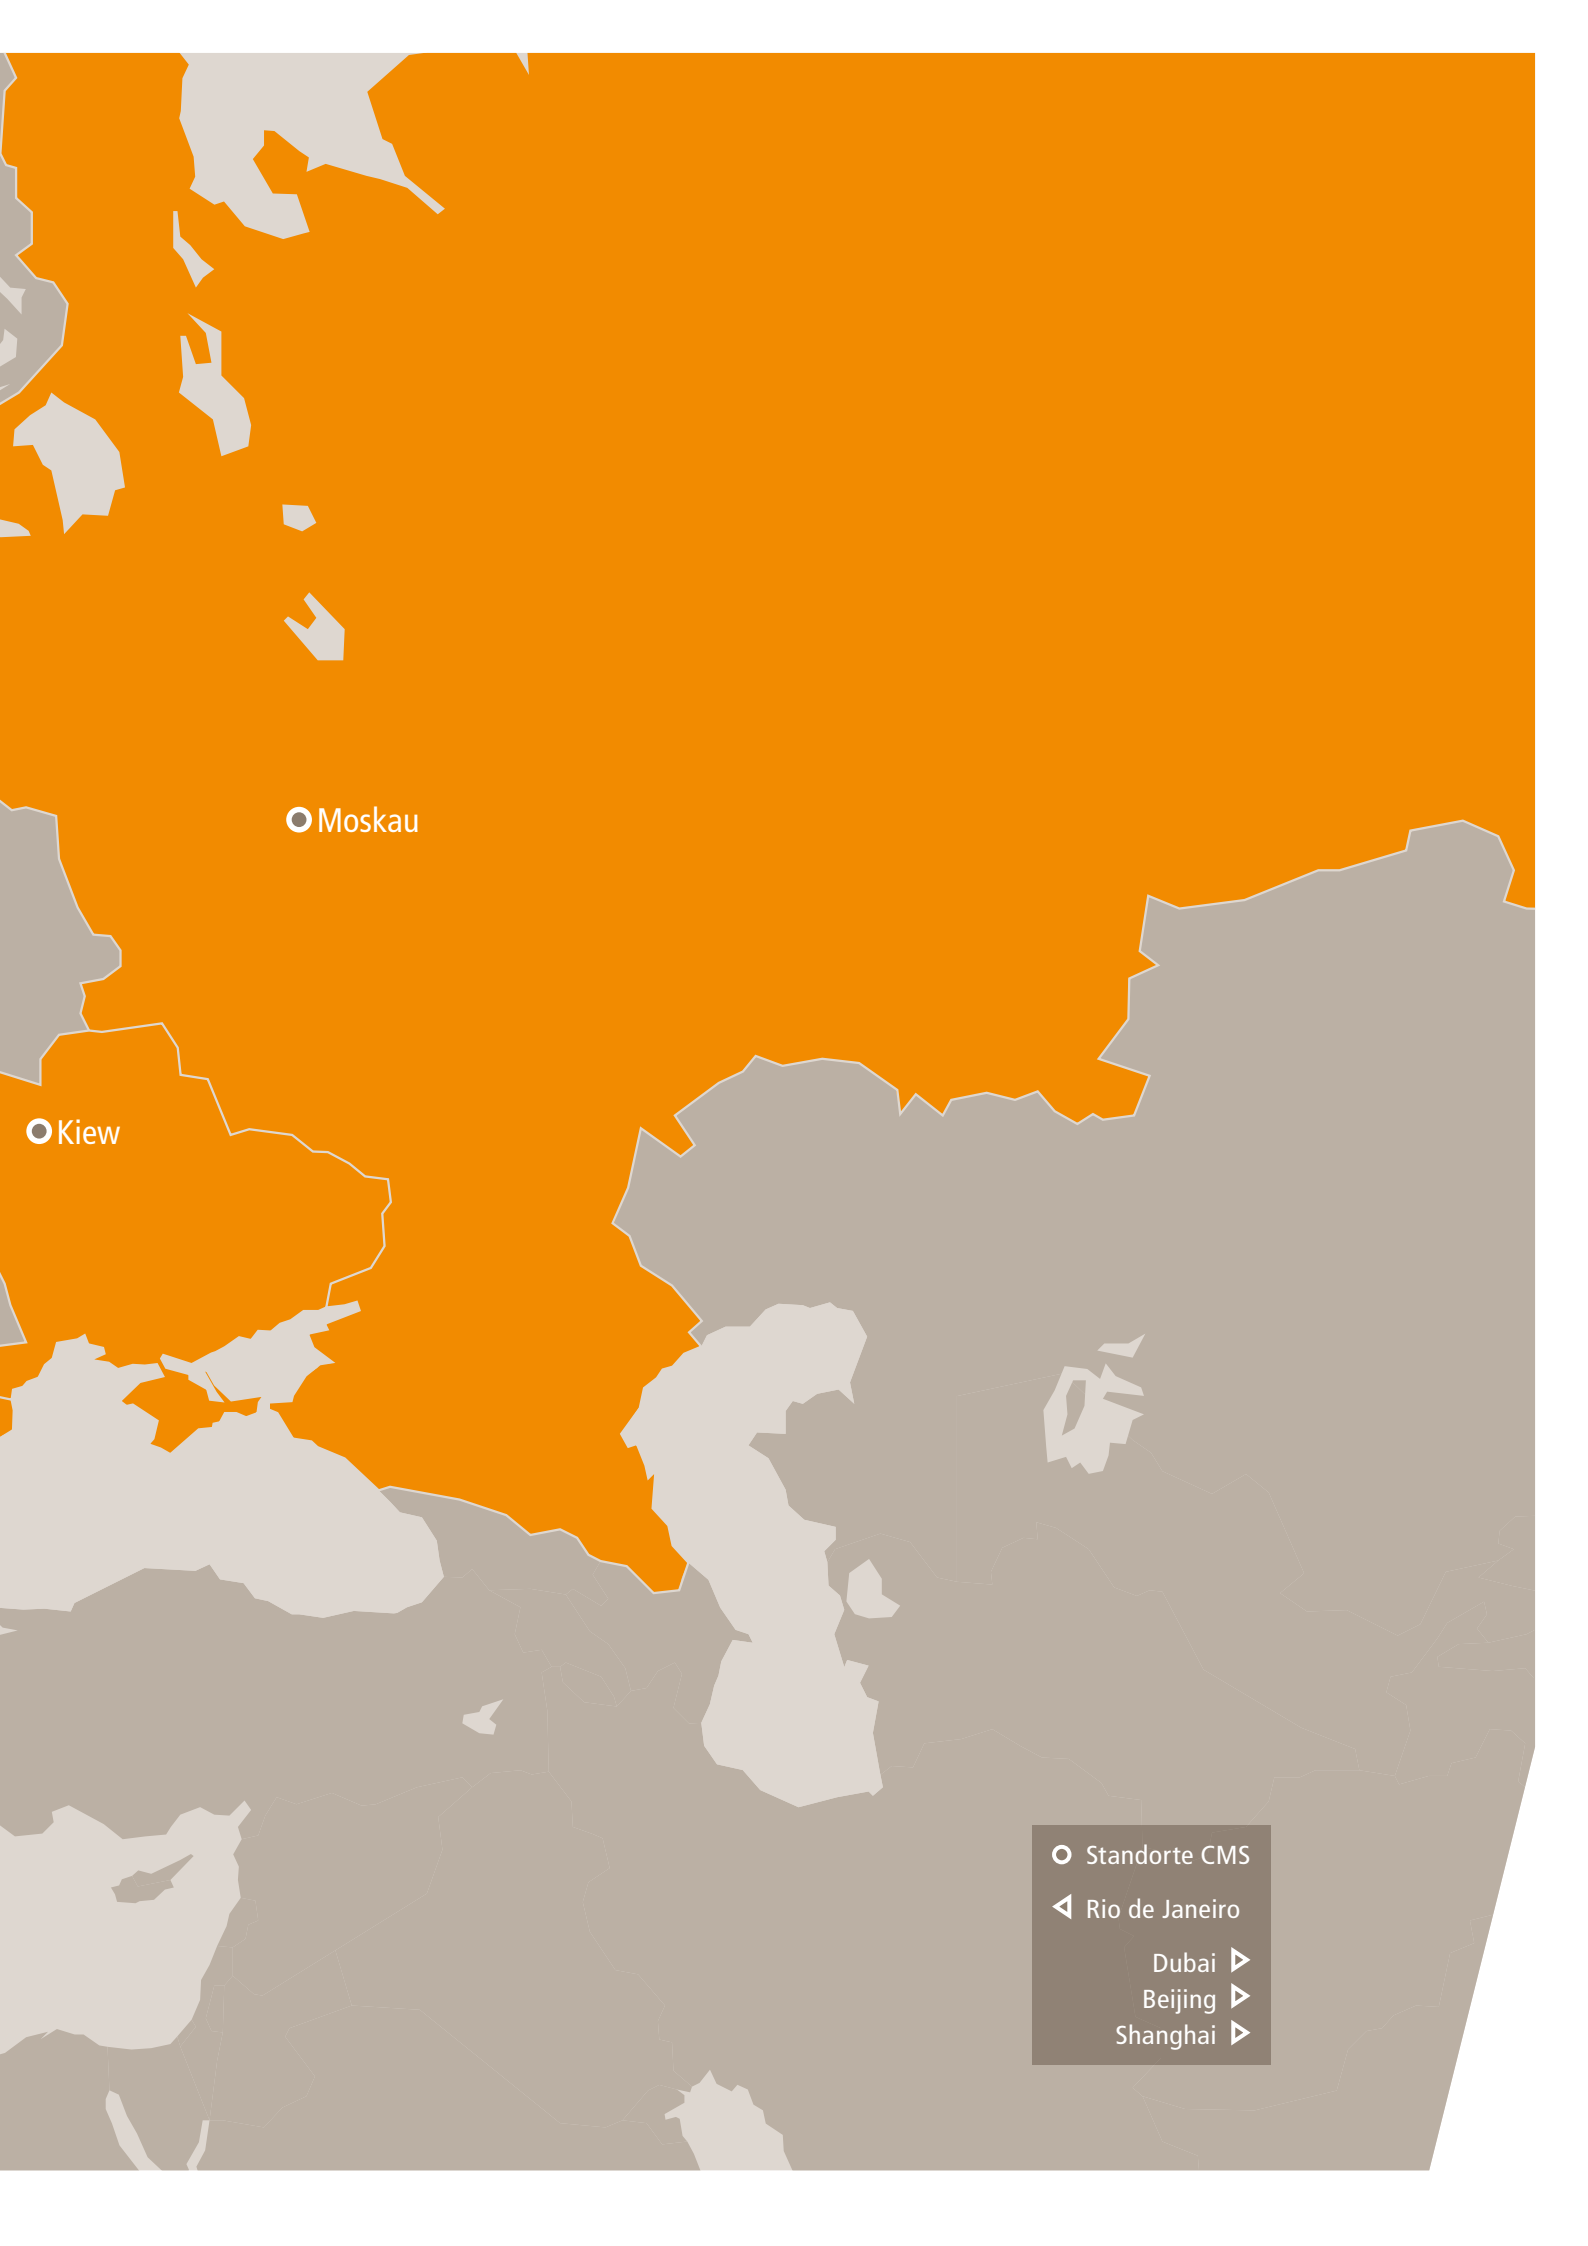 Moskau
Kiew
Standorte CMS
Rio de Janeiro
Dubai
Beijing
Shanghai